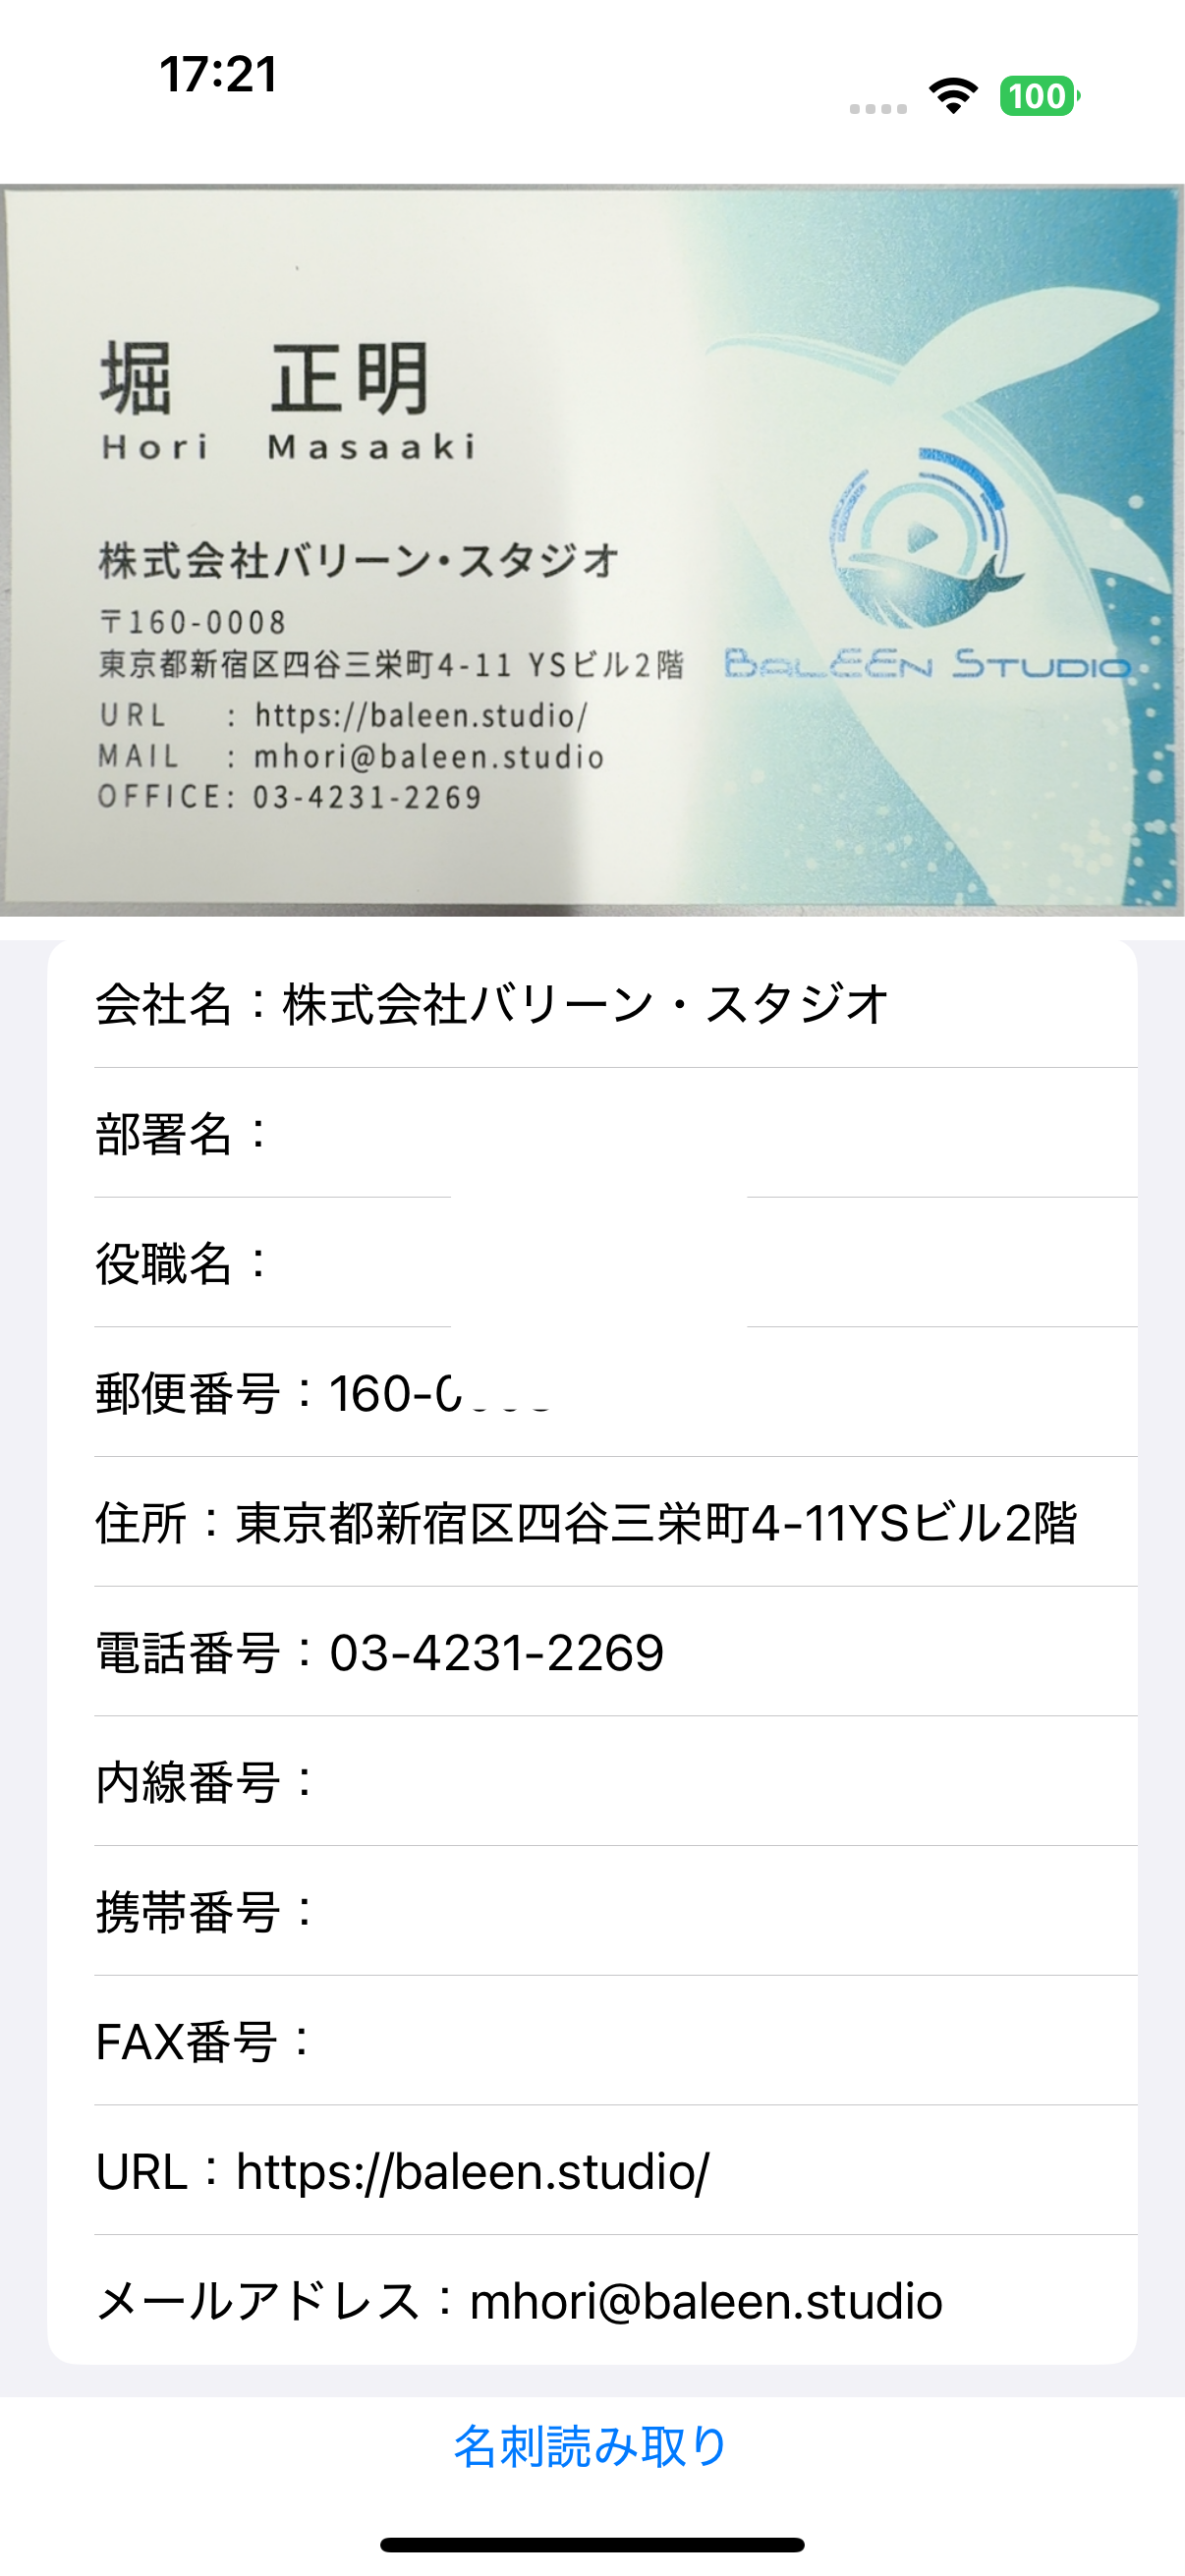 17:21
100
堀 正明
Hori Masaaki
株式会社バリーン・スタジオ
〒160-0008
東京都新宿区四谷三栄町4-11 YSビル2階
URL : https://baleen.studio/
MAIL : mhori@baleen.studio
OFFICE: 03-4231-2269
BALEEN STUDIO
会社名：株式会社バリーン・スタジオ
部署名：
役職名：
郵便番号：160-
住所：東京都新宿区四谷三栄町4-11YSビル2階
電話番号：03-4231-2269
内線番号：
携帯番号：
FAX番号：
URL：https://baleen.studio/
メールアドレス：mhori@baleen.studio
名刺読み取り